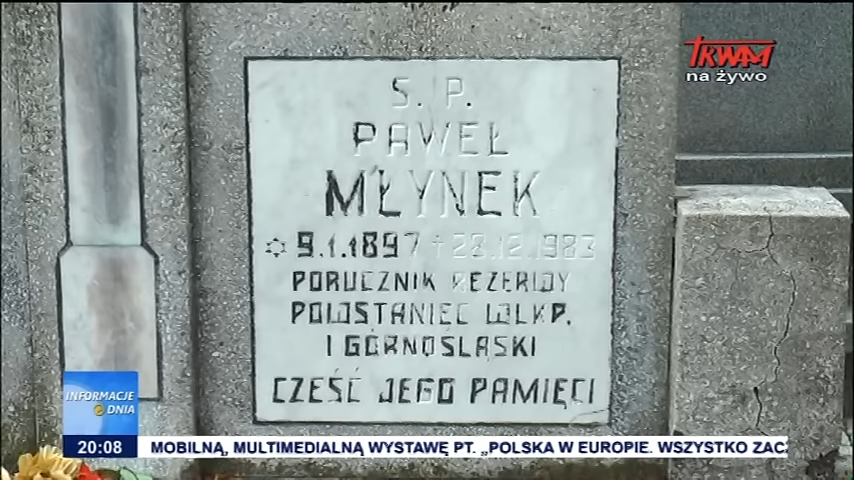 TRWAM
na żywo
S. P.
PAWEŁ
MŁYNEK
✡ 9.1.1897 † 28.12.1983
PORUCZNIK REZERWY
POWSTANIEC WLKP.
I GÓRNOŚLĄSKI
CZEŚĆ JEGO PAMIĘCI
INFORMACJE
DNIA
20:08
MOBILNĄ, MULTIMEDIALNĄ WYSTAWĘ PT. „POLSKA W EUROPIE. WSZYSTKO ZAC